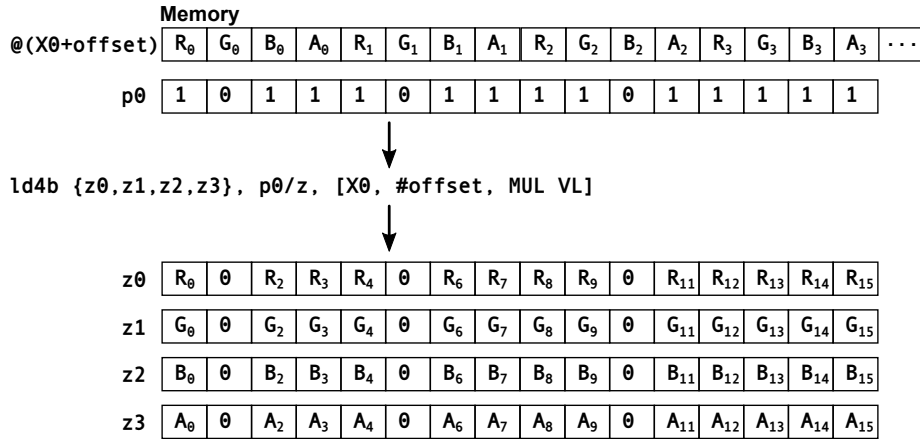 Memory
@(X0+offset) R₀ G₀ B₀ A₀ R₁ G₁ B₁ A₁ R₂ G₂ B₂ A₂ R₃ G₃ B₃ A₃ ...
p0 1 0 1 1 1 0 1 1 1 1 0 1 1 1 1 1
ld4b {z0,z1,z2,z3}, p0/z, [X0, #offset, MUL VL]
z0 R₀ 0 R₂ R₃ R₄ 0 R₆ R₇ R₈ R₉ 0 R₁₁ R₁₂ R₁₃ R₁₄ R₁₅
z1 G₀ 0 G₂ G₃ G₄ 0 G₆ G₇ G₈ G₉ 0 G₁₁ G₁₂ G₁₃ G₁₄ G₁₅
z2 B₀ 0 B₂ B₃ B₄ 0 B₆ B₇ B₈ B₉ 0 B₁₁ B₁₂ B₁₃ B₁₄ B₁₅
z3 A₀ 0 A₂ A₃ A₄ 0 A₆ A₇ A₈ A₉ 0 A₁₁ A₁₂ A₁₃ A₁₄ A₁₅